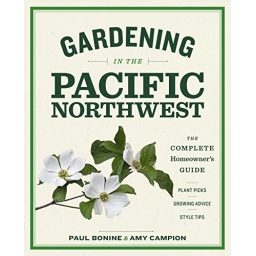 GARDENING
IN THE
PACIFIC
NORTHWEST
THE
COMPLETE
Homeowner's
GUIDE
PLANT PICKS
GROWING ADVICE
STYLE TIPS
PAUL BONINE & AMY CAMPION